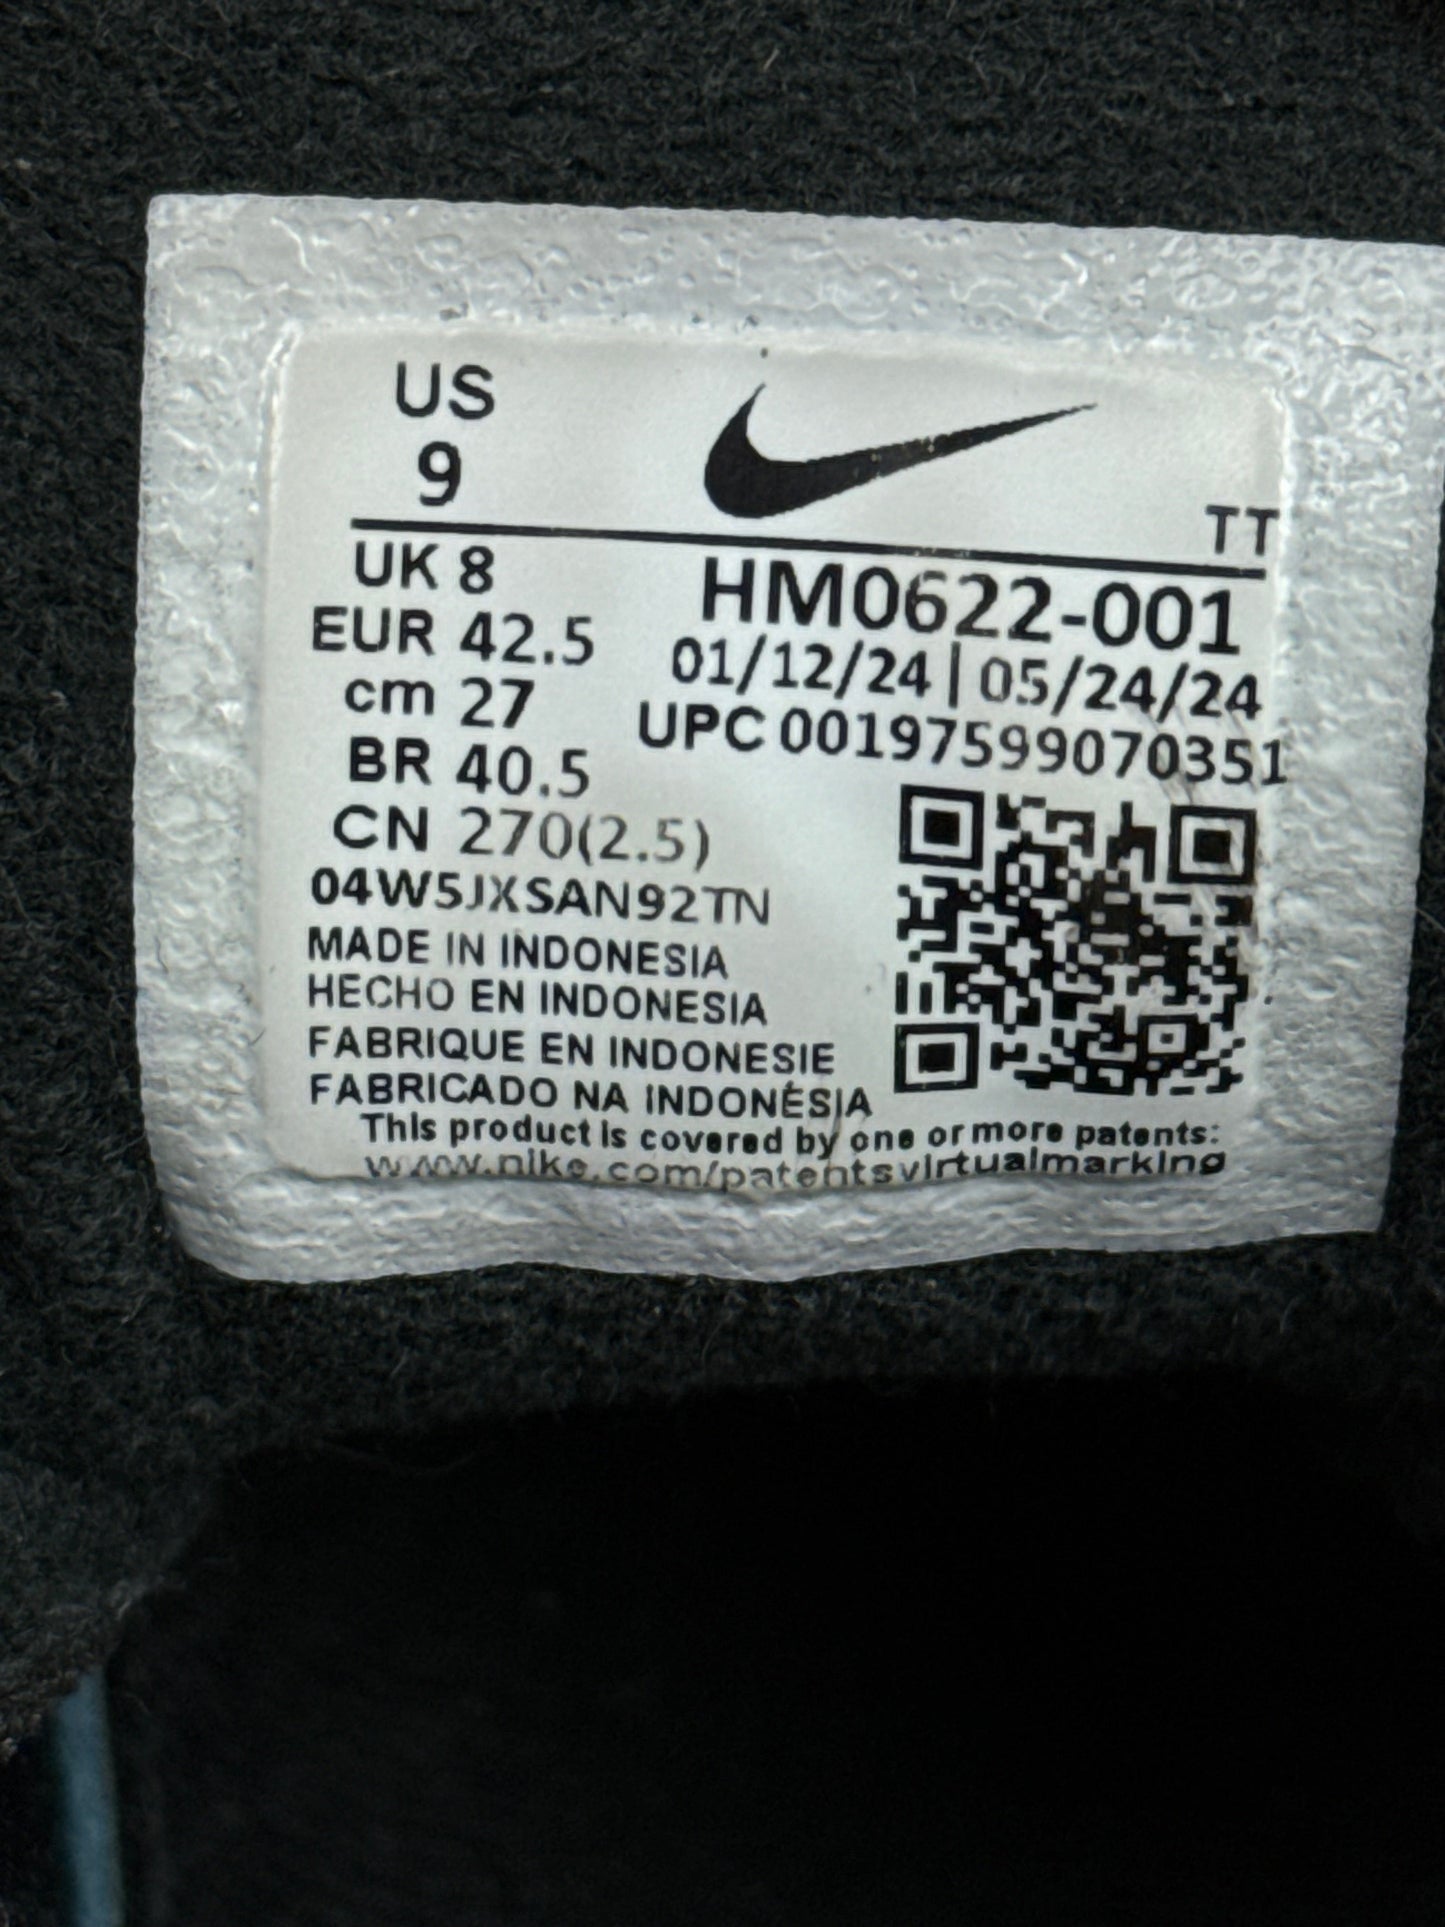 US
9
TT
UK 8
EUR 42.5
cm 27
BR 40.5
CN 270(2.5)
HM0622-001
01/12/24 | 05/24/24
UPC 00197599070351
04W5JXSAN92TN
MADE IN INDONESIA
HECHO EN INDONESIA
FABRIQUE EN INDONESIE
FABRICADO NA INDONÉSIA
This product is covered by one or more patents:
www.nike.com/patentsvirtualmarking